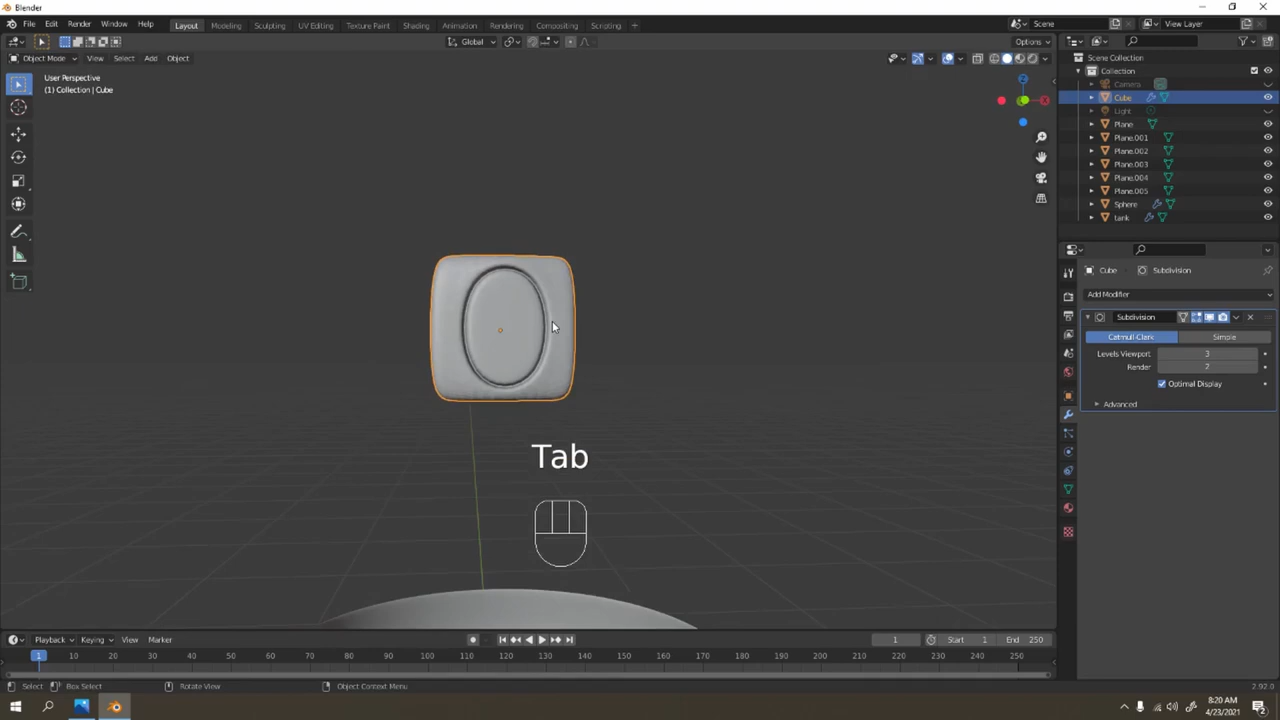 Blender
File Edit Render Window Help
Layout Modeling Sculpting UV Editing Texture Paint Shading Animation Rendering Compositing Scripting +
Scene
View Layer
Global
Options
Object Mode View Select Add Object
User Perspective
(1) Collection | Cube
Z
X
Scene Collection
Collection
Camera
Cube
Light
Plane
Plane.001
Plane.002
Plane.003
Plane.004
Plane.005
Sphere
tank
Cube Subdivision
Add Modifier
Subdivision
Catmull-Clark Simple
Levels Viewport 3
Render 2
Optimal Display
Advanced
Tab
Playback Keying View Marker
1 Start 1 End 250
1 10 20 30 40 50 60 70 80 90 100 110 120 130 140 150 160 170 180 190 200 210 220 230 240 250
Select Box Select Rotate View Object Context Menu 2.92.0
8:20 AM
4/23/2021
2